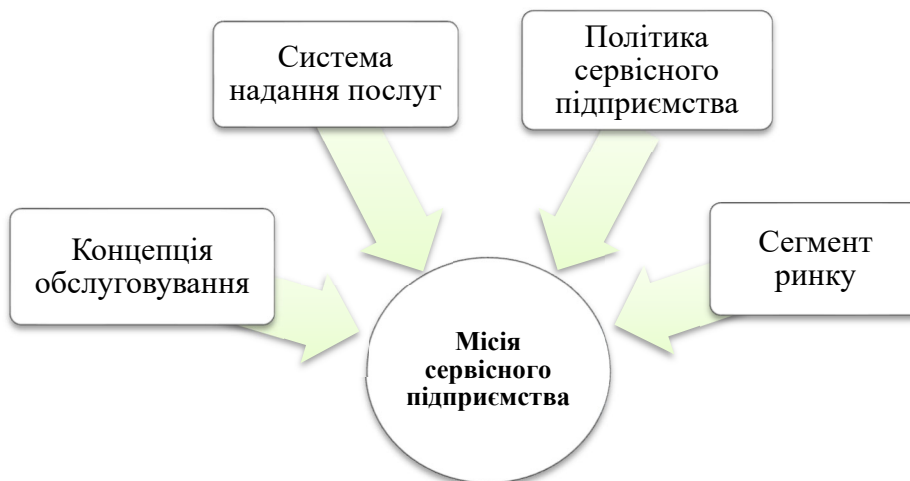 Система
надання послуг
Політика
сервісного
підприємства
Концепція
обслуговування
Сегмент
ринку
Місія
сервісного
підприємства